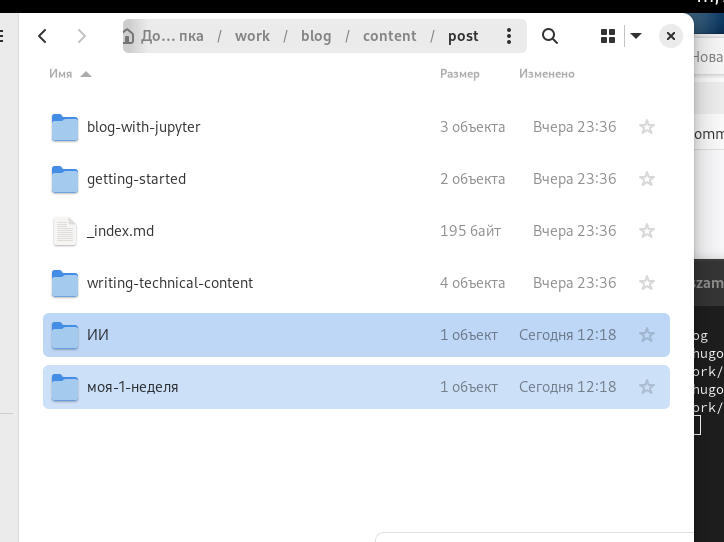 До... пка / work / blog / content / post
Нова
Имя Размер Изменено
blog-with-jupyter 3 объекта Вчера 23:36
omm
getting-started 2 объекта Вчера 23:36
_index.md 195 байт Вчера 23:36
writing-technical-content 4 объекта Вчера 23:36
zam
ИИ 1 объект Сегодня 12:18
og
hugo
ork/
моя-1-неделя 1 объект Сегодня 12:18
hugo
ork/